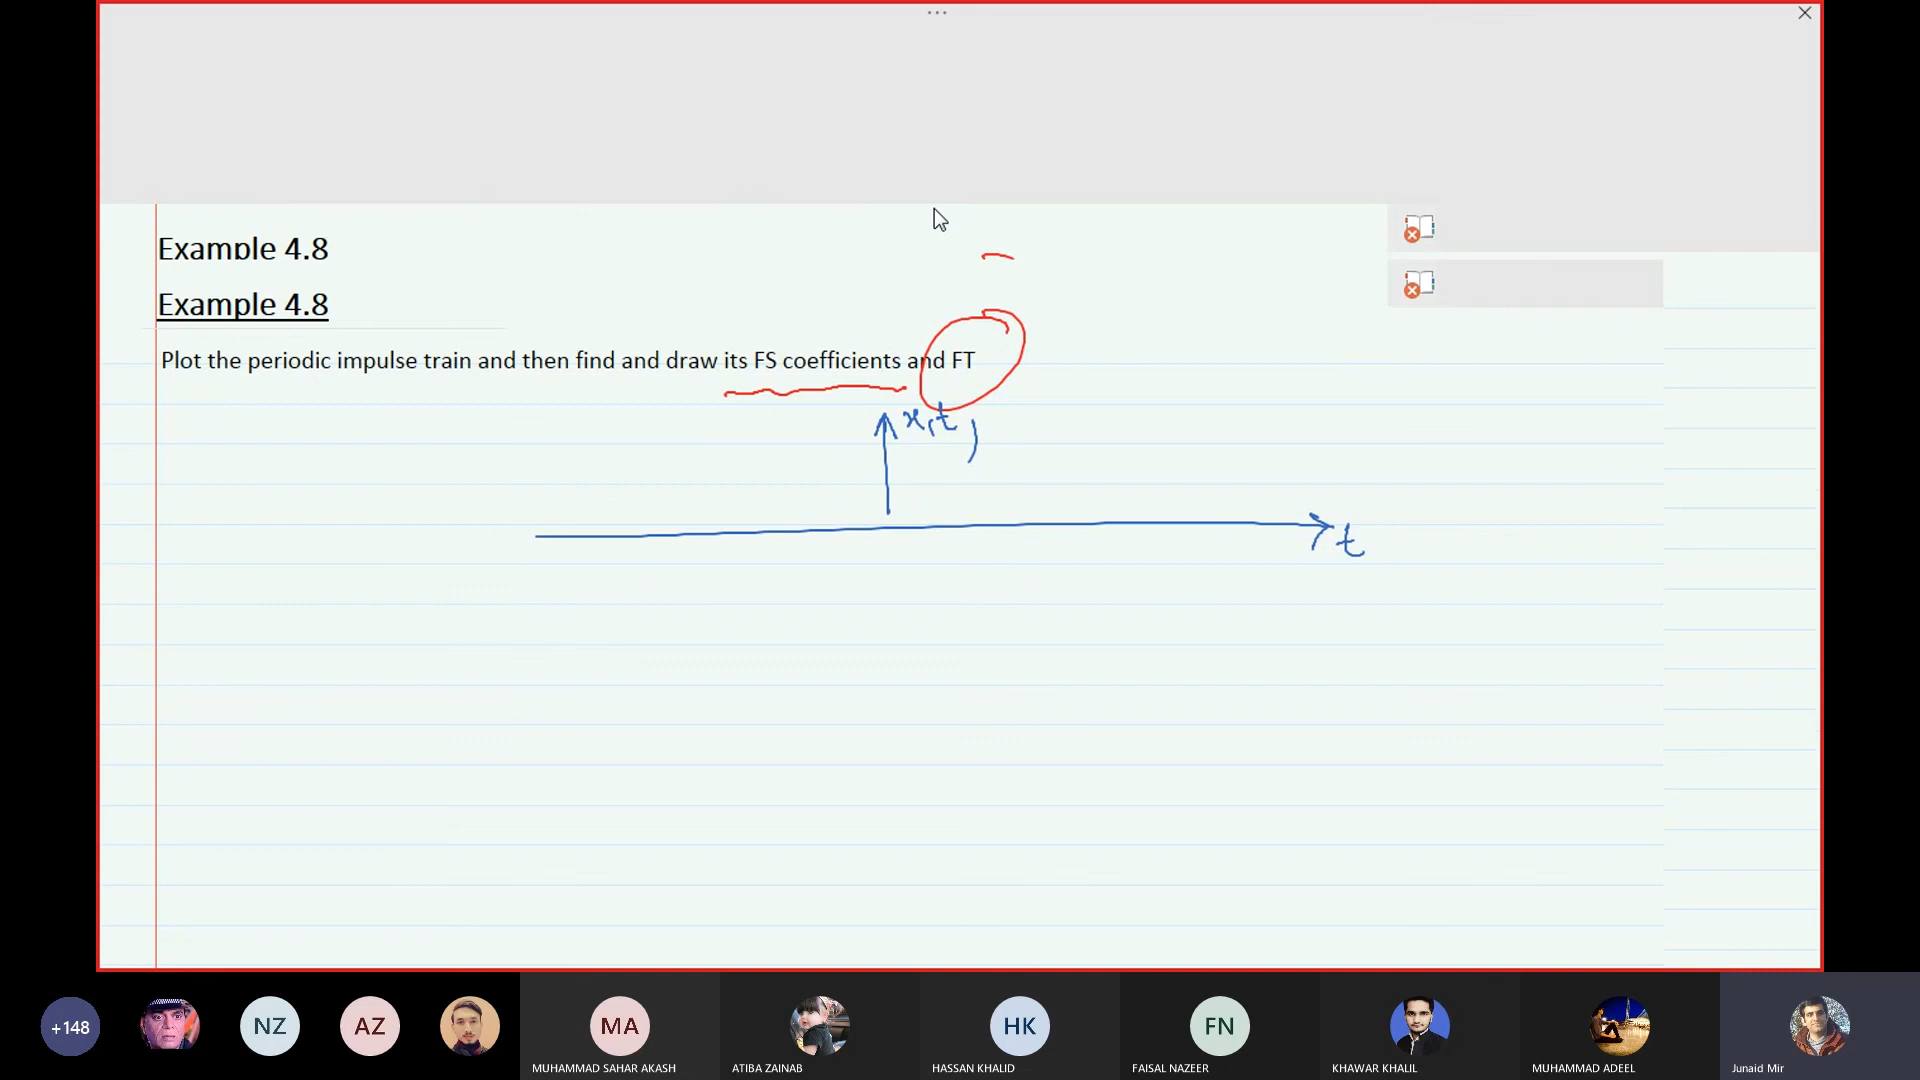 Example 4.8
Example 4.8
Plot the periodic impulse train and then find and draw its FS coefficients and FT
x(t)
t
+148
NZ
AZ
MA
HK
FN
MUHAMMAD SAHAR AKASH
ATIBA ZAINAB
HASSAN KHALID
FAISAL NAZEER
KHAWAR KHALIL
MUHAMMAD ADEEL
Junaid Mir